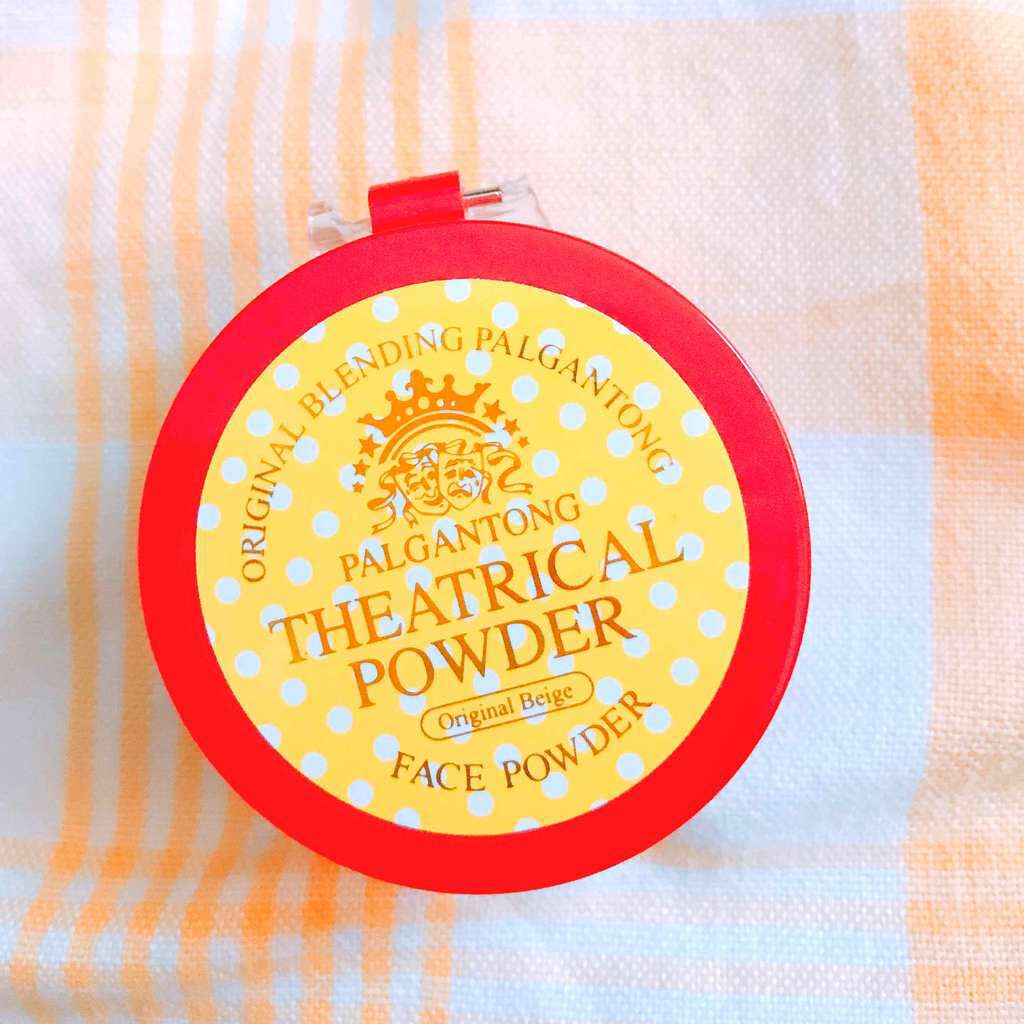 ORIGINAL BLENDING PALGANTONG
PALGANTONG
THEATRICAL
POWDER
Original Beige
FACE POWDER